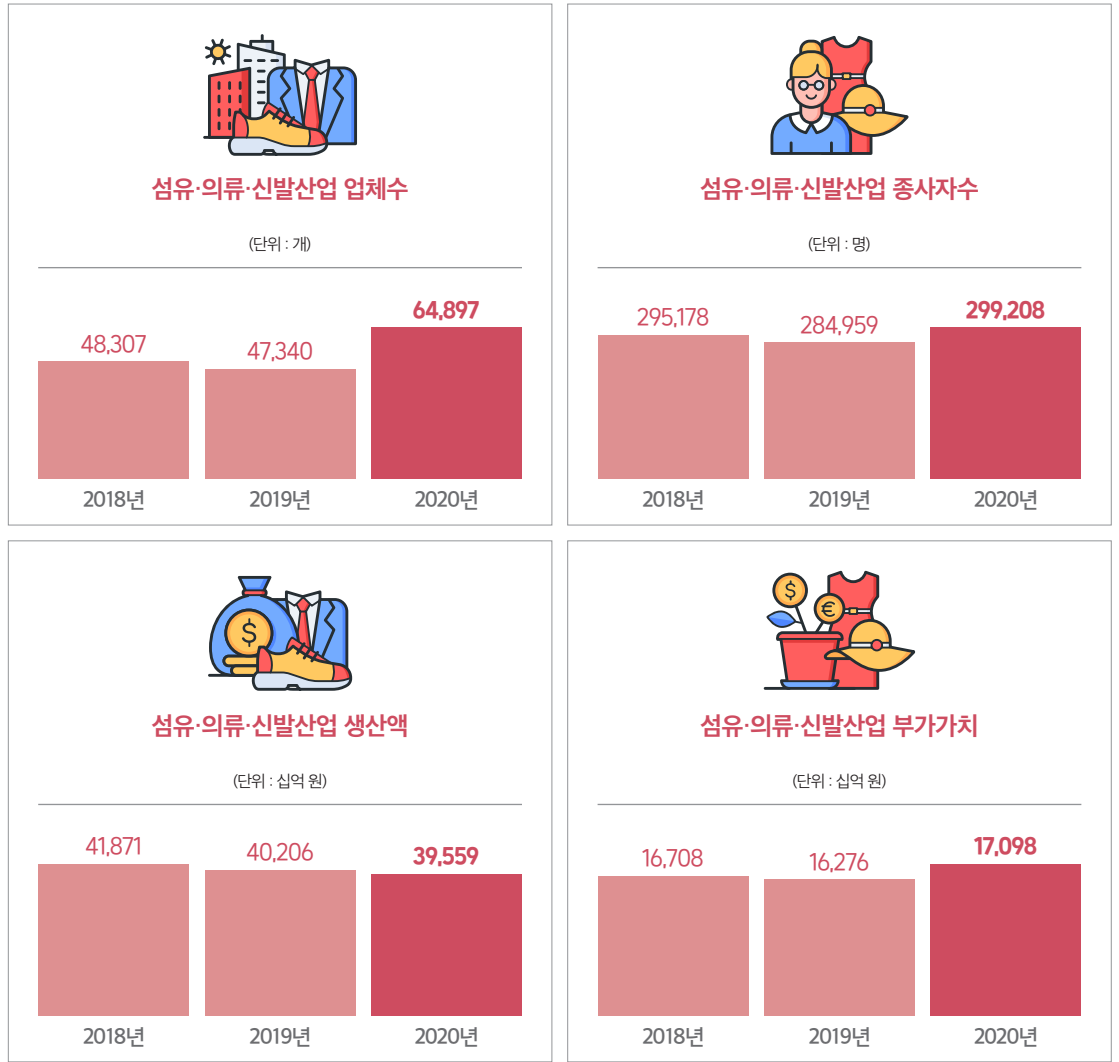 섬유·의류·신발산업 업체수
(단위 : 개)
48,307
47,340
64,897
2018년
2019년
2020년
섬유·의류·신발산업 종사자수
(단위 : 명)
295,178
284,959
299,208
2018년
2019년
2020년
$
섬유·의류·신발산업 생산액
(단위 : 십억 원)
41,871
40,206
39,559
2018년
2019년
2020년
$
€
섬유·의류·신발산업 부가가치
(단위 : 십억 원)
16,708
16,276
17,098
2018년
2019년
2020년